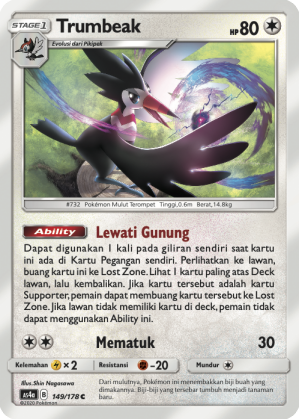 STAGE 1 Trumbeak HP 80
Evolusi dari Pikipek
#732 Pokémon Mulut Terompet Tinggi,0.6m Berat,14.8kg
Ability Lewati Gunung
Dapat digunakan 1 kali pada giliran sendiri saat kartu
ini ada di Kartu Pegangan sendiri. Perlihatkan ke lawan,
buang kartu ini ke Lost Zone. Lihat 1 kartu paling atas Deck
lawan, lalu kembalikan. Jika kartu tersebut adalah kartu
Supporter, pemain dapat membuang kartu tersebut ke Lost
Zone. Jika lawan tidak memiliki kartu di deck, pemain tidak
dapat menggunakan Ability ini.
Mematuk 30
Kelemahan ×2 Resistansi -20 Mundur
Illus.Shin Nagasawa
AS4a D 149/178 C
©2020 Pokémon
Dari mulutnya, Pokémon ini menembakkan biji buah yang
dimakannya. Biji-biji yang tersebar tumbuh menjadi tanaman
baru.